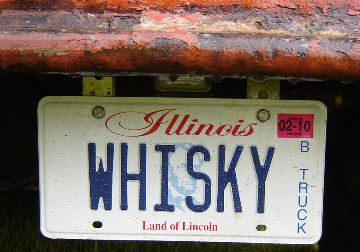 Illinois
02-10
WHISKY
B TRUCK
Land of Lincoln